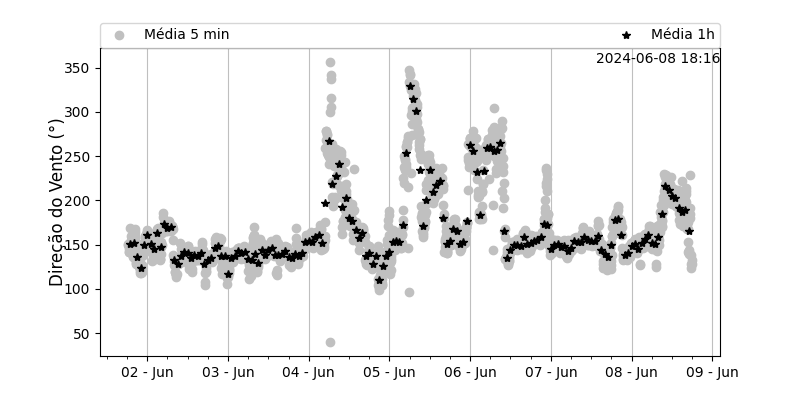 Média 5 min
Média 1h
2024-06-08 18:16
Direção do Vento (°)
350
300
250
200
150
100
50
02 - Jun
03 - Jun
04 - Jun
05 - Jun
06 - Jun
07 - Jun
08 - Jun
09 - Jun